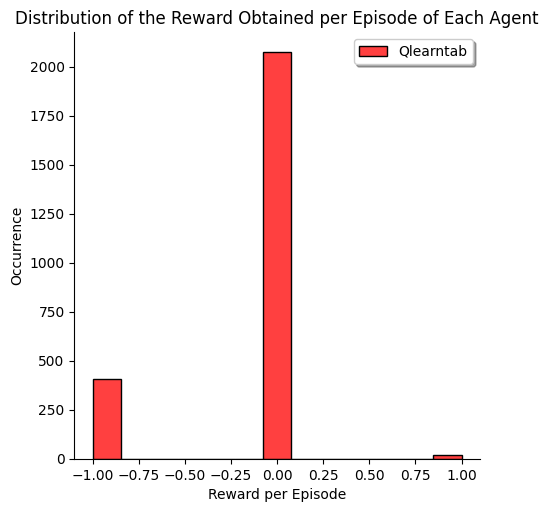 Distribution of the Reward Obtained per Episode of Each Agent
Qlearntab
2000
1750
1500
1250
1000
750
500
250
0
Occurrence
−1.00 −0.75 −0.50 −0.25 0.00 0.25 0.50 0.75 1.00
Reward per Episode